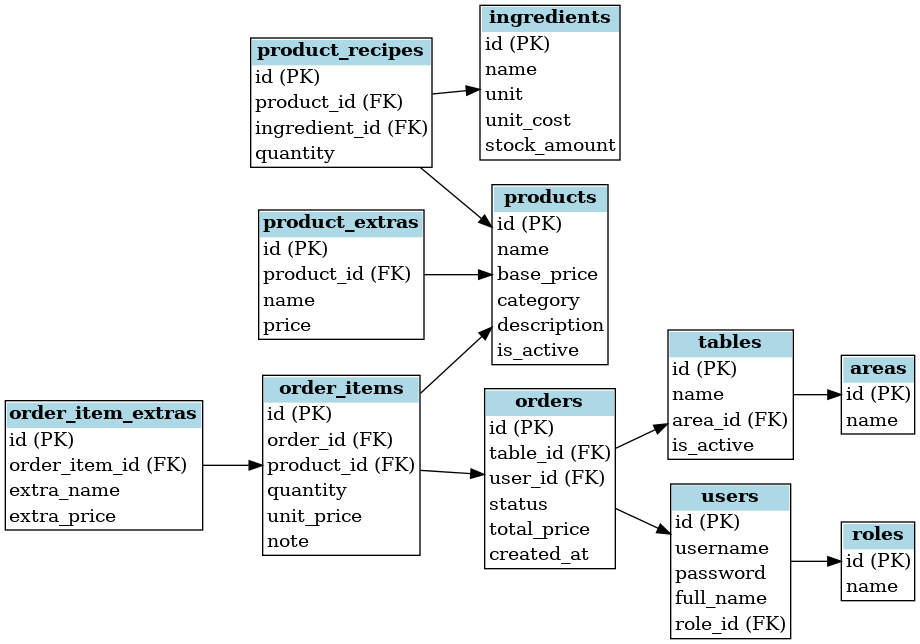 ingredients
id (PK)
name
unit
unit_cost
stock_amount
product_recipes
id (PK)
product_id (FK)
ingredient_id (FK)
quantity
products
id (PK)
name
base_price
category
description
is_active
product_extras
id (PK)
product_id (FK)
name
price
order_items
id (PK)
order_id (FK)
product_id (FK)
quantity
unit_price
note
order_item_extras
id (PK)
order_item_id (FK)
extra_name
extra_price
orders
id (PK)
table_id (FK)
user_id (FK)
status
total_price
created_at
tables
id (PK)
name
area_id (FK)
is_active
areas
id (PK)
name
users
id (PK)
username
password
full_name
role_id (FK)
roles
id (PK)
name